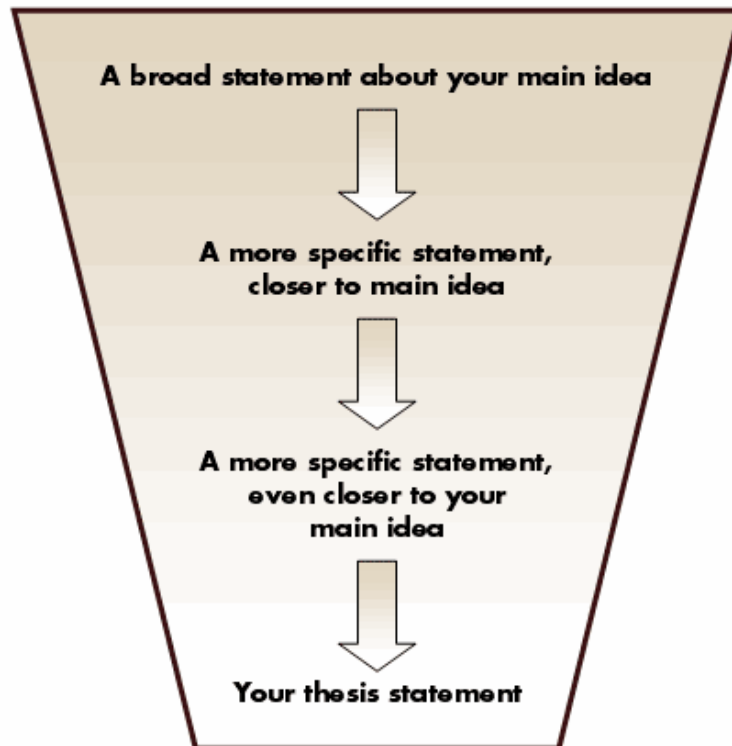 A broad statement about your main idea
A more specific statement,
closer to main idea
A more specific statement,
even closer to your
main idea
Your thesis statement